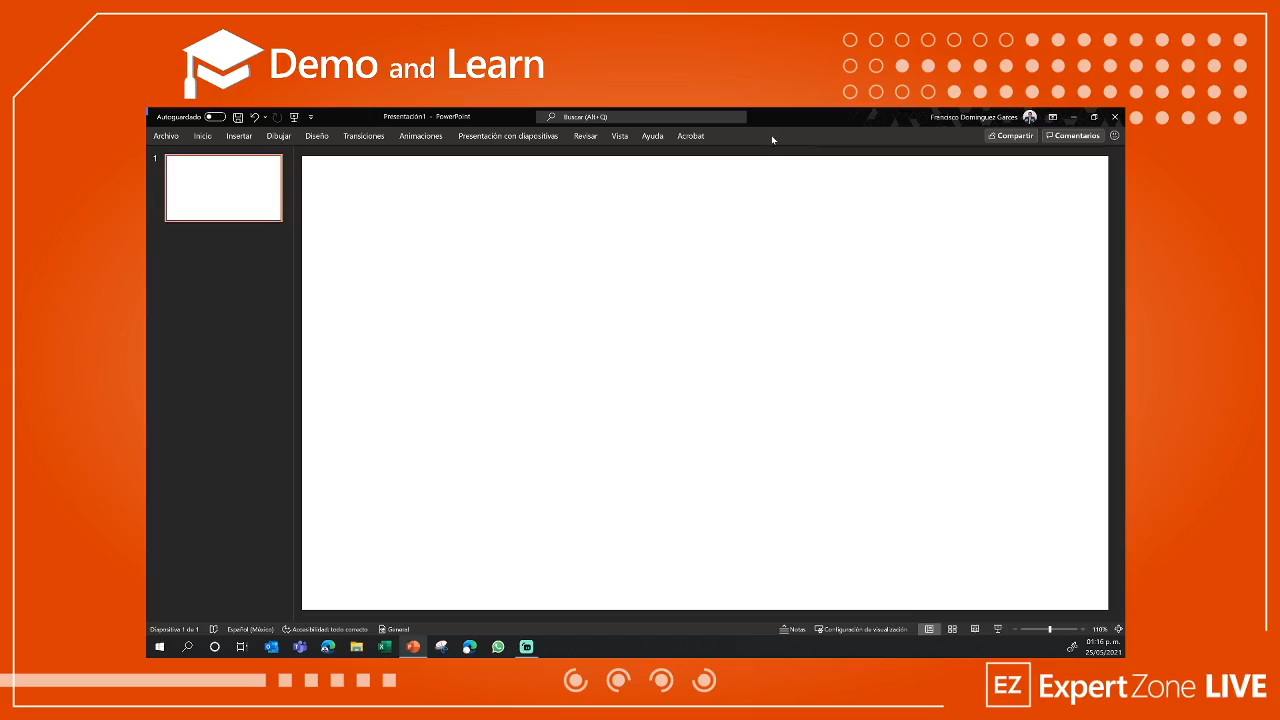 Demo and Learn
Autoguardado
Presentación1 - PowerPoint
Buscar (Alt+Q)
Francisco Dominguez Garces
Archivo Inicio Insertar Dibujar Diseño Transiciones Animaciones Presentación con diapositivas Revisar Vista Ayuda Acrobat
Compartir Comentarios
1
Diapositiva 1 de 1 Español (México) Accesibilidad: todo correcto General Notas Configuración de visualización 110%
01:16 p. m.
25/05/2021
EZ ExpertZone LIVE